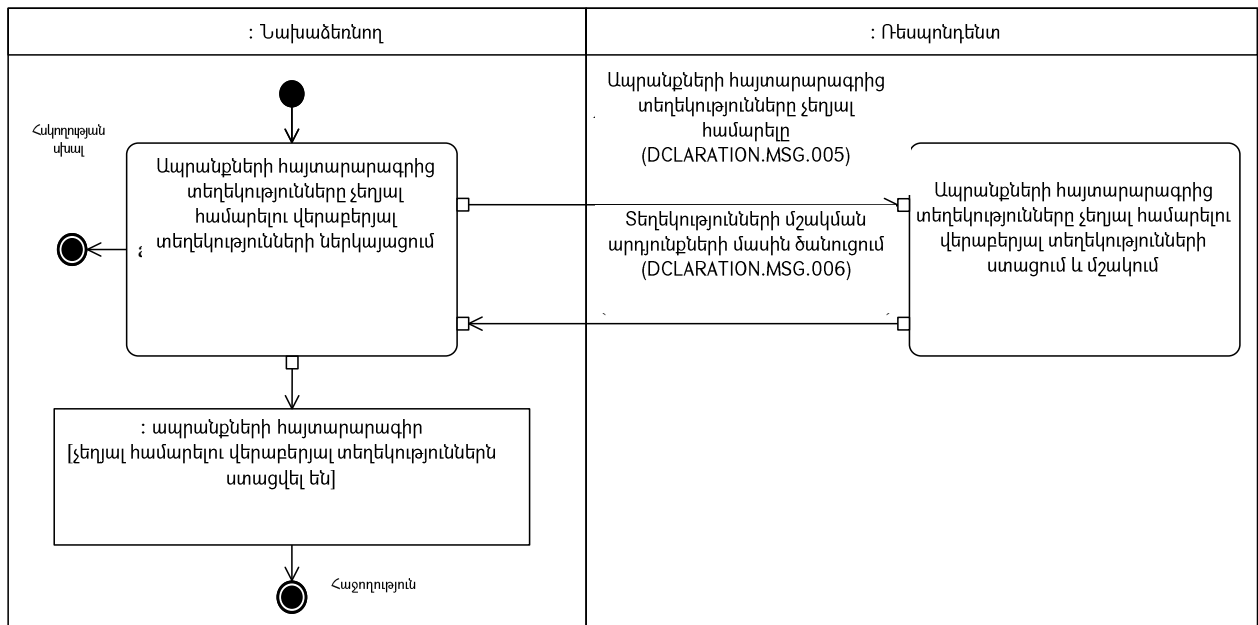 : Նախաձեռնող
: Ռեսպոնդենտ
Հսկողության
սխալ
Ապրանքների հայտարարագրից
տեղեկությունները չեղյալ
համարելու վերաբերյալ
տեղեկությունների ներկայացում
Ապրանքների հայտարարագրից
տեղեկությունները չեղյալ
համարելը
(DCLARATION.MSG.005)
Տեղեկությունների մշակման
արդյունքների մասին ծանուցում
(DCLARATION.MSG.006)
Ապրանքների հայտարարագրից
տեղեկությունները չեղյալ համարելու
վերաբերյալ տեղեկությունների
ստացում և մշակում
: ապրանքների հայտարարագիր
[չեղյալ համարելու վերաբերյալ տեղեկություններն
ստացվել են]
Հաջողություն